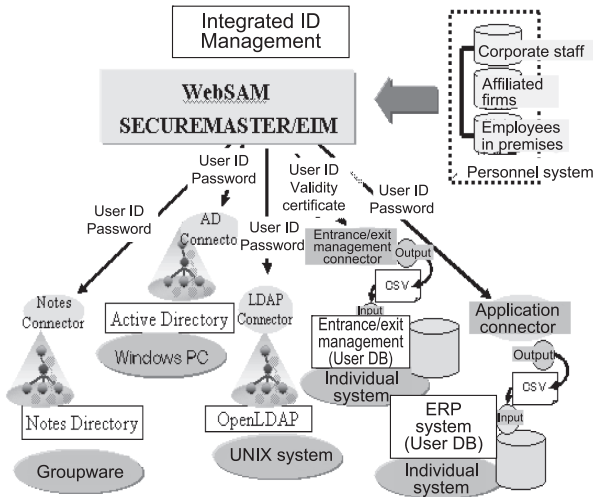 Integrated ID
Management
Corporate staff
Affiliated
firms
Employees
in premises
Personnel system
WebSAM
SECUREMASTER/EIM
User ID
Password
User ID
Password
User ID
Password
User ID
Validity
certificate
User ID
Password
AD
Connecto
Notes
Connector
LDAP
Connector
Entrance/exit
management
connector
Output
CSV
Input
Application
connector
Output
CSV
Input
Active Directory
Windows PC
Notes Directory
Groupware
OpenLDAP
UNIX system
Entrance/exit
management
(User DB)
Individual
system
ERP
system
(User DB)
Individual
system